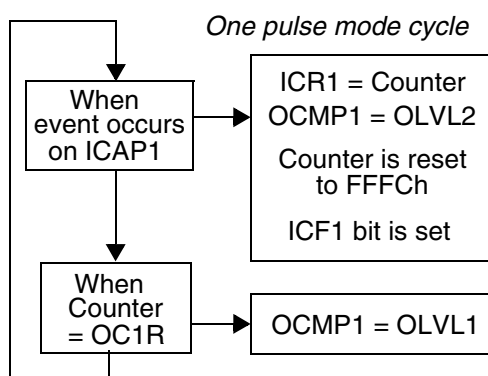 One pulse mode cycle
When
event occurs
on ICAP1
ICR1 = Counter
OCMP1 = OLVL2
Counter is reset
to FFFCh
ICF1 bit is set
When
Counter
= OC1R
OCMP1 = OLVL1